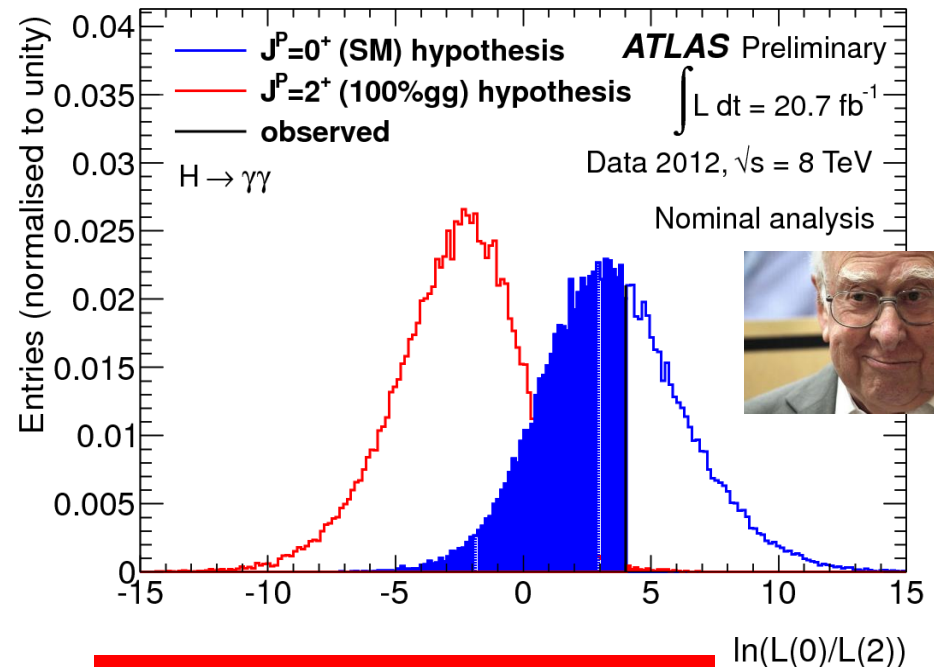 J^P=0^+ (SM) hypothesis
J^P=2^+ (100%gg) hypothesis
observed
H → γγ
ATLAS Preliminary
∫L dt = 20.7 fb^-1
Data 2012, √s = 8 TeV
Nominal analysis
Entries (normalised to unity)
0.04
0.035
0.03
0.025
0.02
0.015
0.01
0.005
0
-15 -10 -5 0 5 10 15
ln(L(0)/L(2))